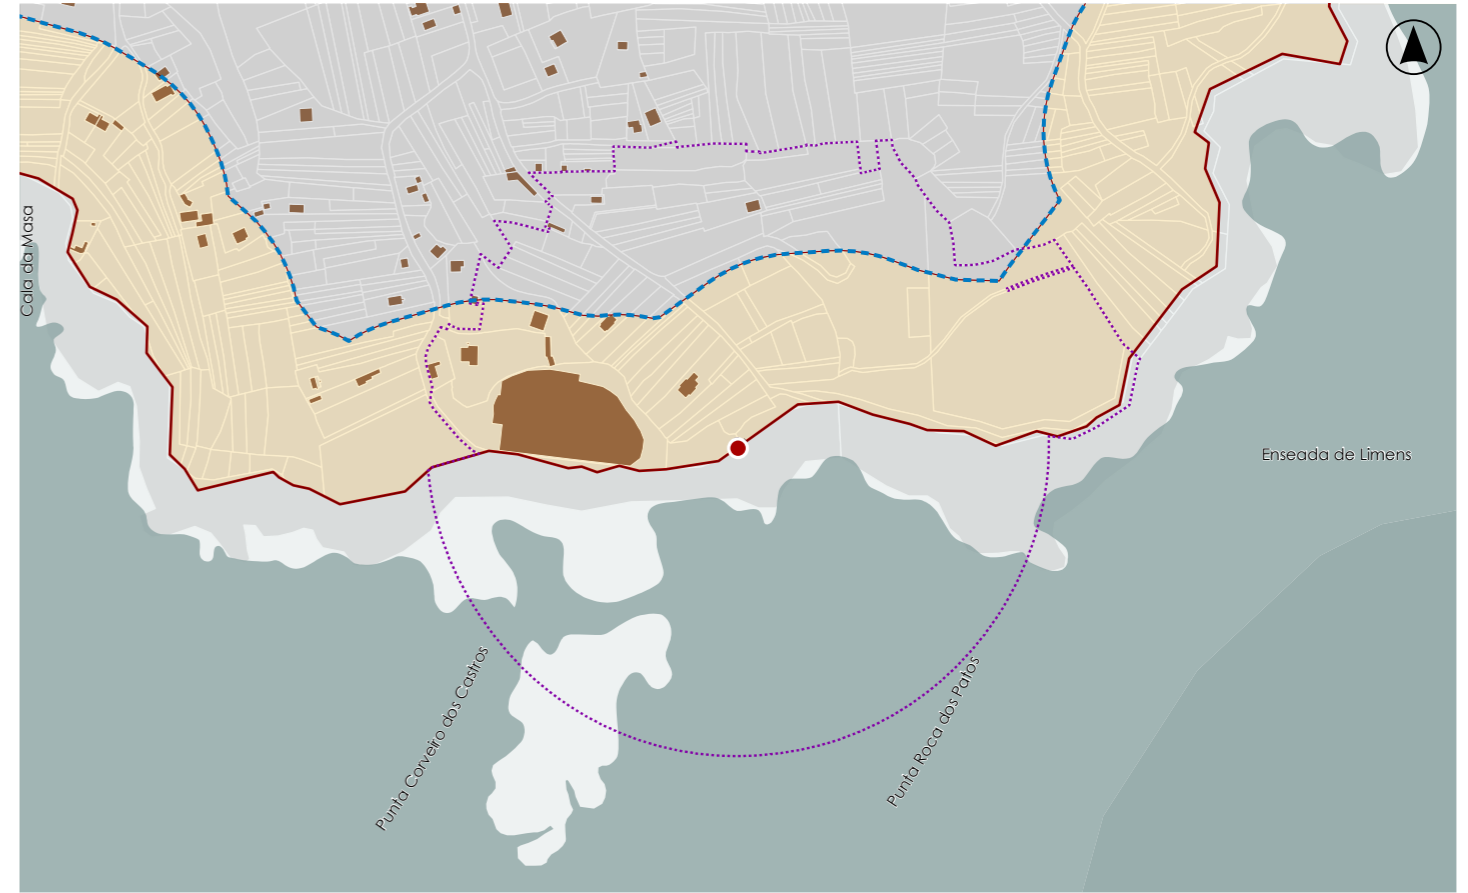 Cala da Masa
Enseada de Limens
Punta Corveiro dos Castros
Punta Roca dos Patos